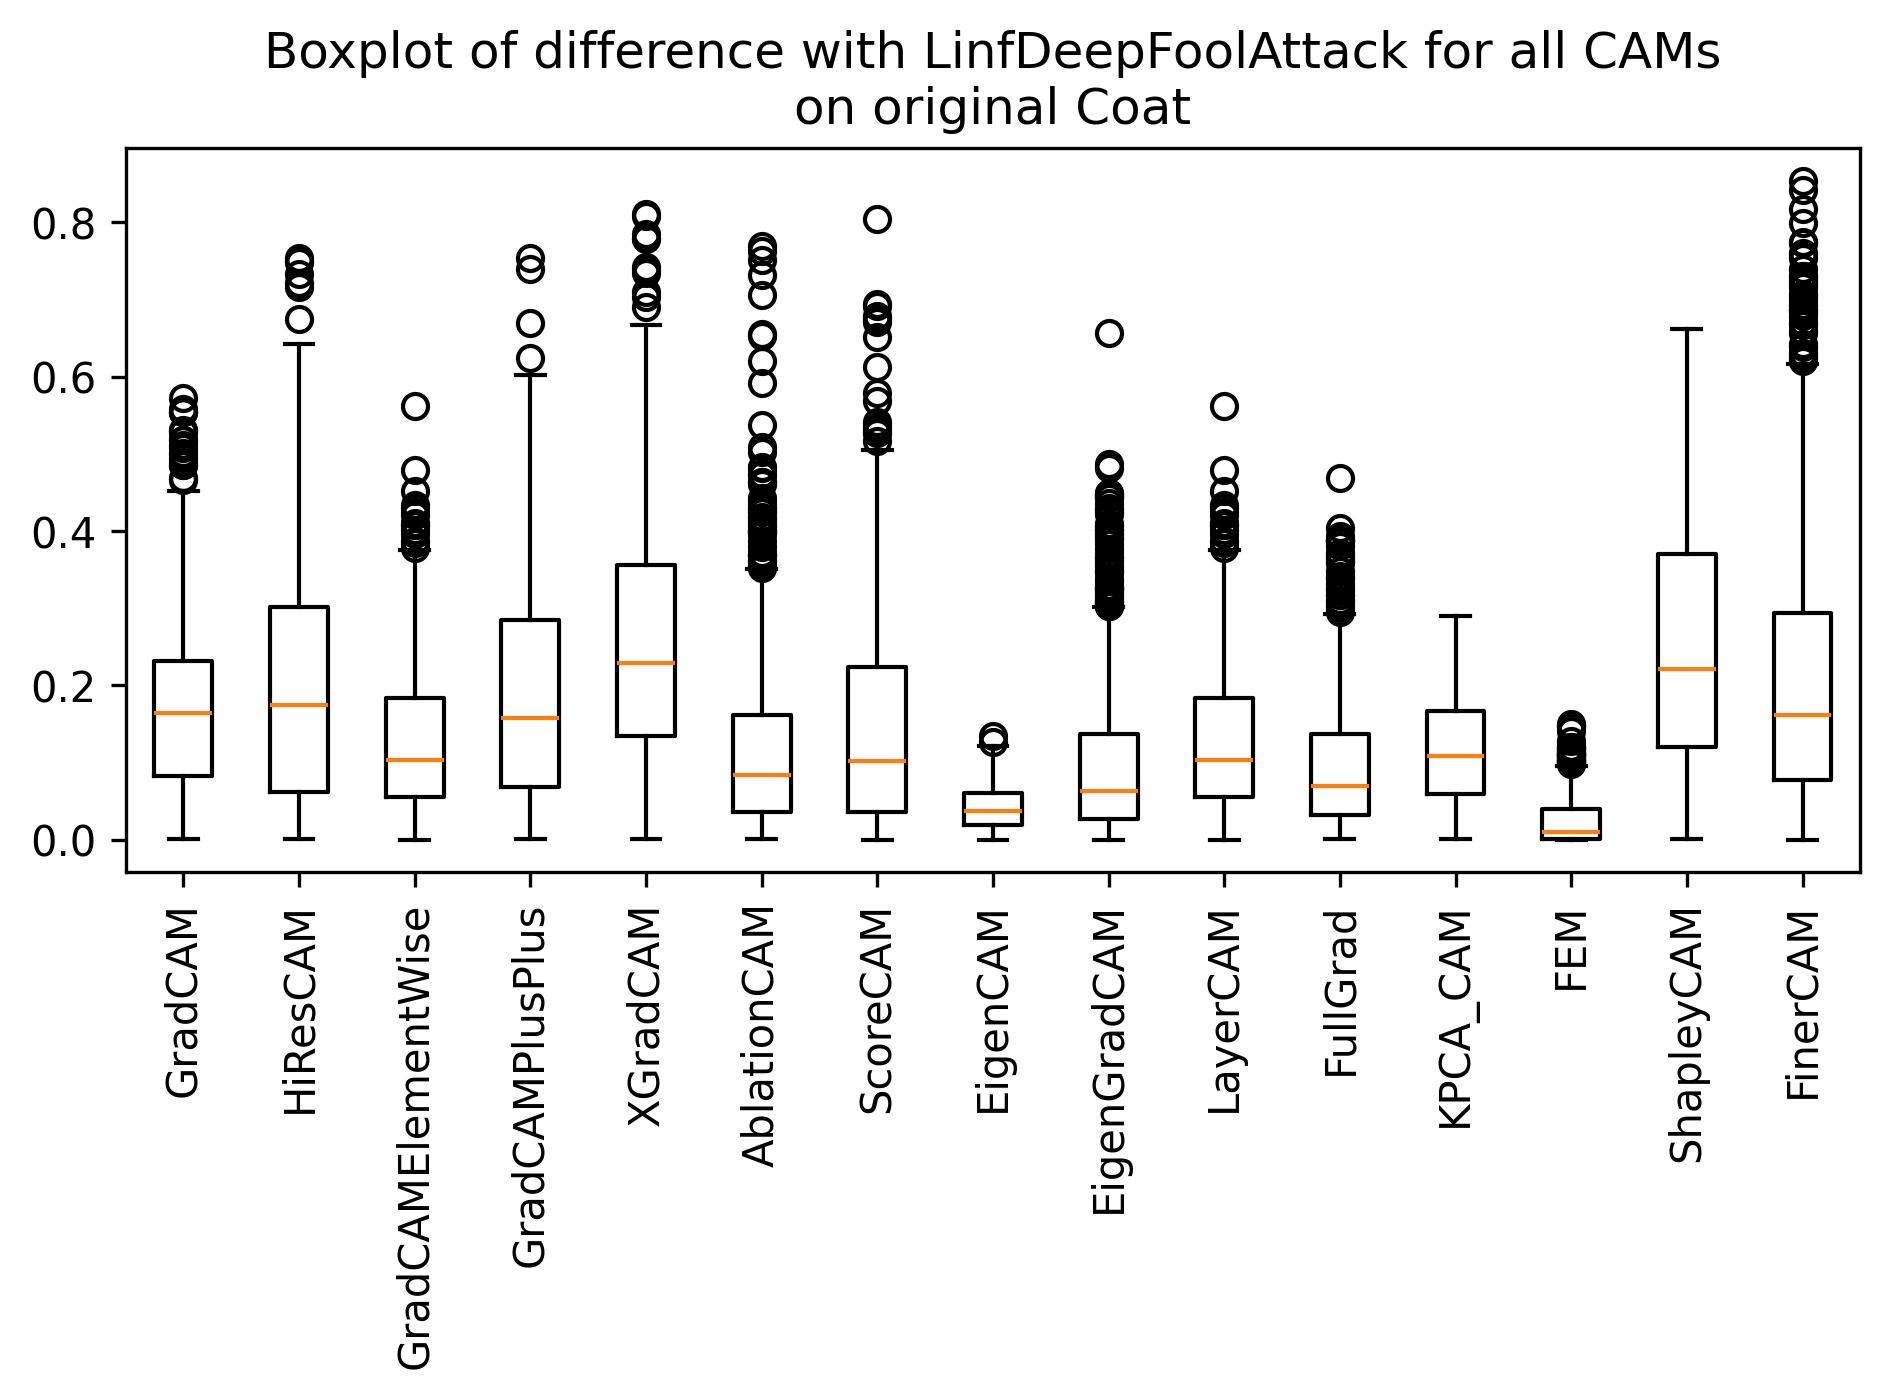 Boxplot of difference with LinfDeepFoolAttack for all CAMs
on original Coat
0.8
0.6
0.4
0.2
0.0
GradCAM
HiResCAM
GradCAMElementWise
GradCAMPlusPlus
XGradCAM
AblationCAM
ScoreCAM
EigenCAM
EigenGradCAM
LayerCAM
FullGrad
KPCA_CAM
FEM
ShapleyCAM
FinerCAM